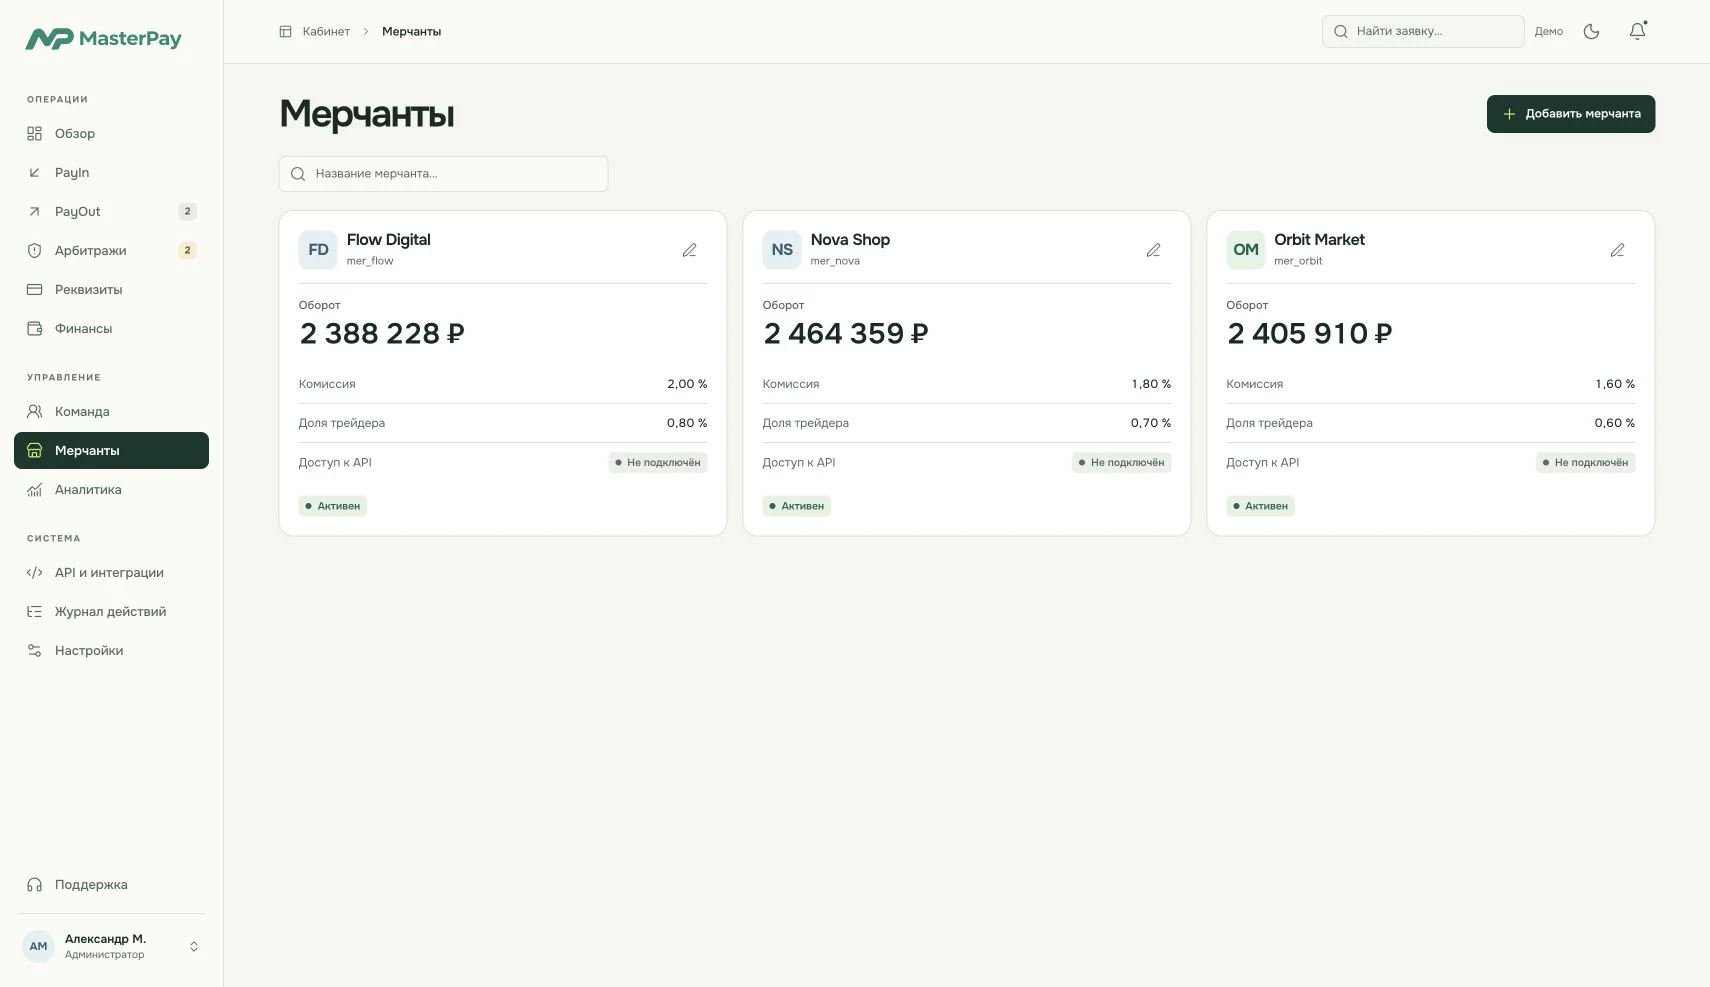 MasterPay
Кабинет > Мерчанты
Найти заявку...
Демо
ОПЕРАЦИИ
Обзор
PayIn
PayOut 2
Арбитражи 2
Реквизиты
Финансы
УПРАВЛЕНИЕ
Команда
Мерчанты
Аналитика
СИСТЕМА
API и интеграции
Журнал действий
Настройки
Поддержка
AM
Александр М.
Администратор
Мерчанты
Добавить мерчанта
Название мерчанта...
FD
Flow Digital
mer_flow
Оборот
2 388 228 ₽
Комиссия 2,00 %
Доля трейдера 0,80 %
Доступ к API Не подключён
Активен
NS
Nova Shop
mer_nova
Оборот
2 464 359 ₽
Комиссия 1,80 %
Доля трейдера 0,70 %
Доступ к API Не подключён
Активен
OM
Orbit Market
mer_orbit
Оборот
2 405 910 ₽
Комиссия 1,60 %
Доля трейдера 0,60 %
Доступ к API Не подключён
Активен